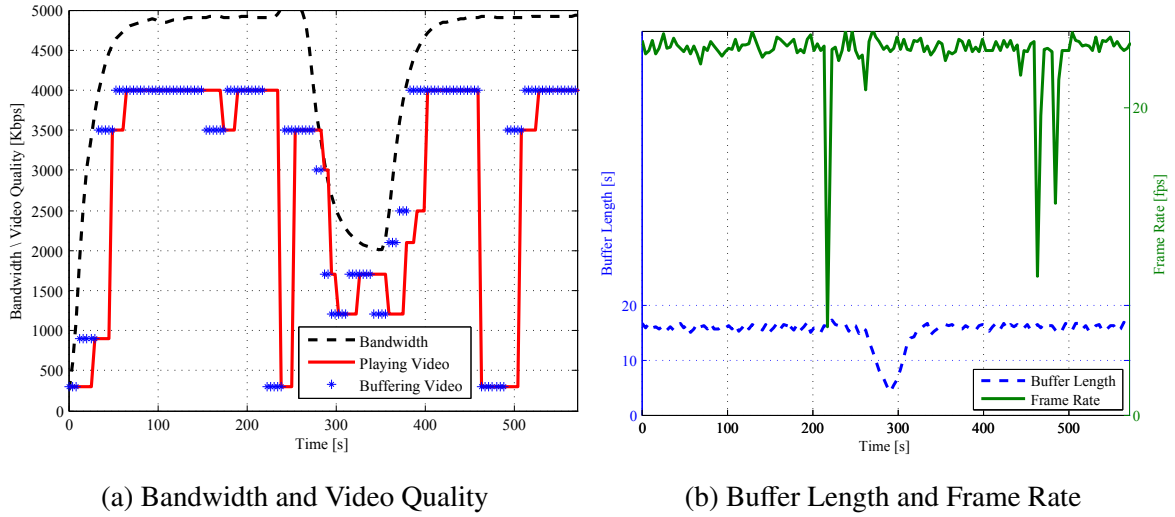 5000
4500
4000
3500
3000
2500
2000
1500
1000
500
0
Bandwidth \ Video Quality [Kbps]
0 100 200 300 400 500
Time [s]
Bandwidth
Playing Video
Buffering Video
(a) Bandwidth and Video Quality
20
10
0
Buffer Length [s]
20
0
Frame Rate [fps]
0 100 200 300 400 500
Time [s]
Buffer Length
Frame Rate
(b) Buffer Length and Frame Rate